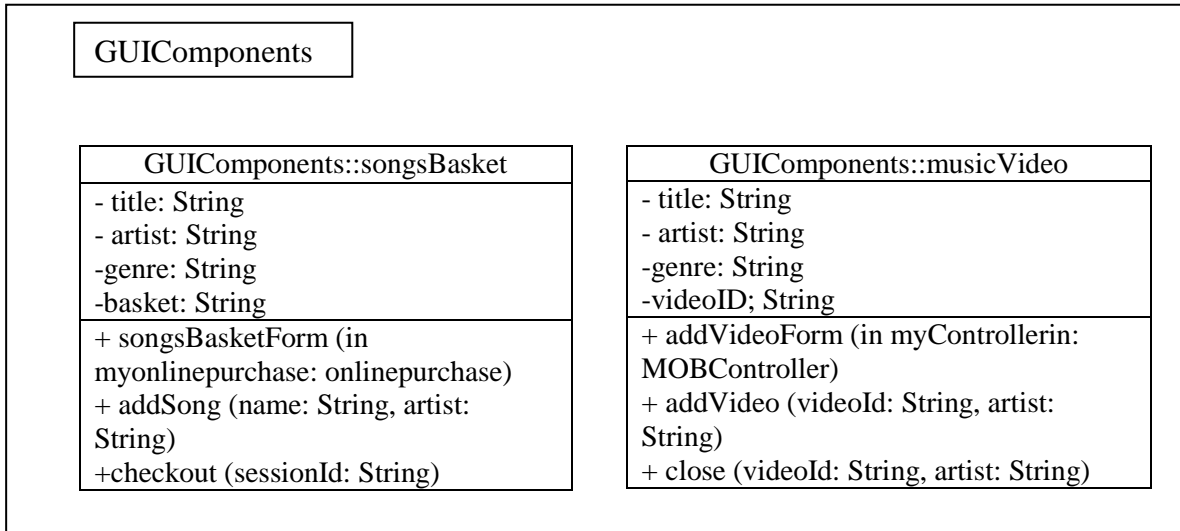 GUIComponents
GUIComponents::songsBasket
- title: String
- artist: String
-genre: String
-basket: String
+ songsBasketForm (in
myonlinepurchase: onlinepurchase)
+ addSong (name: String, artist:
String)
+checkout (sessionId: String)
GUIComponents::musicVideo
- title: String
- artist: String
-genre: String
-videoID; String
+ addVideoForm (in myControllerin:
MOBController)
+ addVideo (videoId: String, artist:
String)
+ close (videoId: String, artist: String)